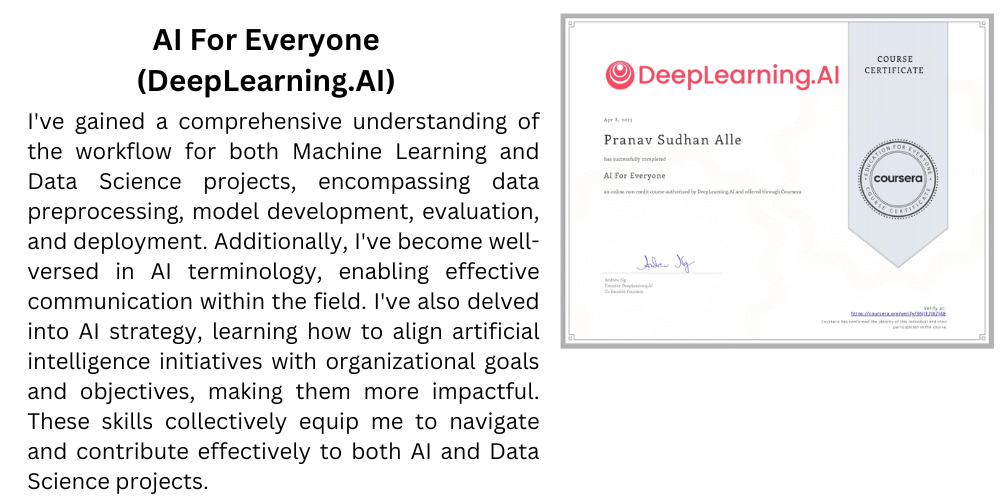 AI For Everyone
(DeepLearning.AI)
I've gained a comprehensive understanding of
the workflow for both Machine Learning and
Data Science projects, encompassing data
preprocessing, model development, evaluation,
and deployment. Additionally, I've become well-
versed in AI terminology, enabling effective
communication within the field. I've also delved
into AI strategy, learning how to align artificial
intelligence initiatives with organizational goals
and objectives, making them more impactful.
These skills collectively equip me to navigate
and contribute effectively to both AI and Data
Science projects.
DeepLearning.AI
Apr 8, 2023
Pranav Sudhan Alle
has successfully completed
AI For Everyone
an online non-credit course authorized by DeepLearning.AI and offered through Coursera
Andrew Ng
Founder, DeepLearning.AI
Co-founder, Coursera
COURSE
CERTIFICATE
EDUCATION FOR EVERYONE
coursera
COURSE CERTIFICATE
Verify at:
Coursera has confirmed the identity of this individual and their
participation in the course.